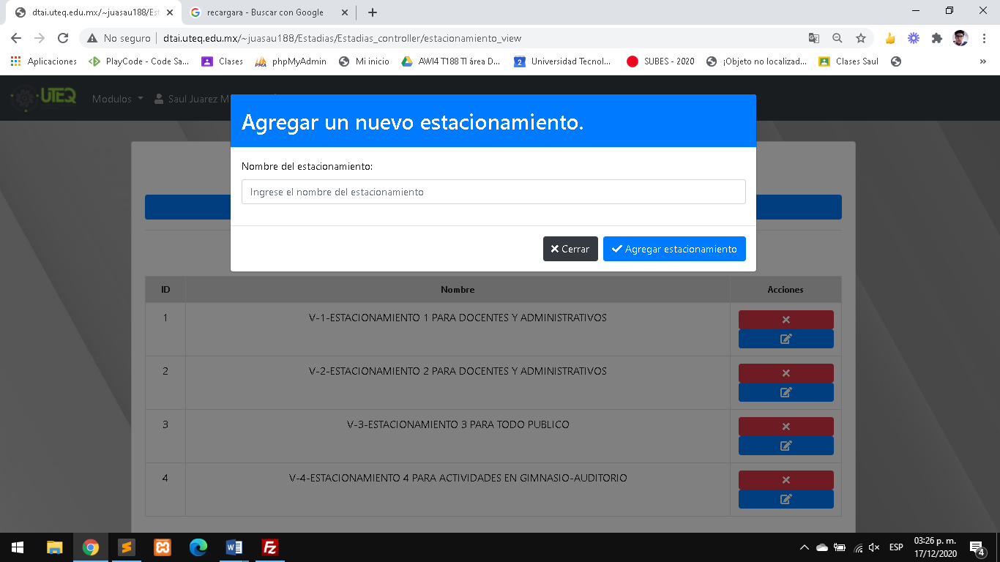 dtai.uteq.edu.mx/~juasau188/Est
recargara - Buscar con Google
No seguro
dtai.uteq.edu.mx/~juasau188/Estadias/Estadias_controller/estacionamiento_view
Aplicaciones
PlayCode - Code Sa...
Clases
phpMyAdmin
Mi inicio
AWI4 T188 TI área D...
Universidad Tecnol...
SUBES - 2020
¡Objeto no localizad...
Clases Saul
UTEQ
Modulos
Saul Juarez M
Agregar un nuevo estacionamiento.
Nombre del estacionamiento:
Ingrese el nombre del estacionamiento
Cerrar
Agregar estacionamiento
ID Nombre Acciones
1 V-1-ESTACIONAMIENTO 1 PARA DOCENTES Y ADMINISTRATIVOS
2 V-2-ESTACIONAMIENTO 2 PARA DOCENTES Y ADMINISTRATIVOS
3 V-3-ESTACIONAMIENTO 3 PARA TODO PUBLICO
4 V-4-ESTACIONAMIENTO 4 PARA ACTIVIDADES EN GIMNASIO-AUDITORIO
ESP
03:26 p. m.
17/12/2020
4